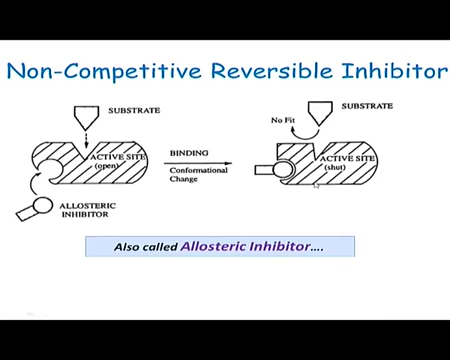 Non-Competitive Reversible Inhibitor
SUBSTRATE
ACTIVE SITE
(open)
ALLOSTERIC
INHIBITOR
BINDING
Conformational
Change
No Fit
SUBSTRATE
ACTIVE SITE
(shut)
Also called Allosteric Inhibitor....